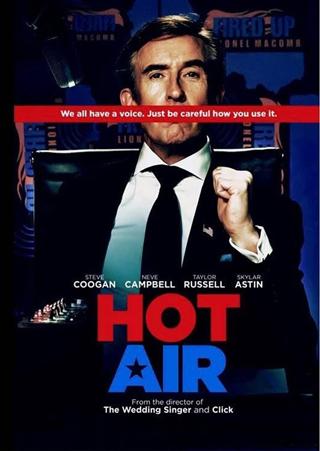 FIRED UP
LIONEL MACOMB
We all have a voice. Just be careful how you use it.
LIONEL
STEVE COOGAN
NEVE CAMPBELL
TAYLOR RUSSELL
SKYLAR ASTIN
HOT
AIR
From the director of
The Wedding Singer and Click